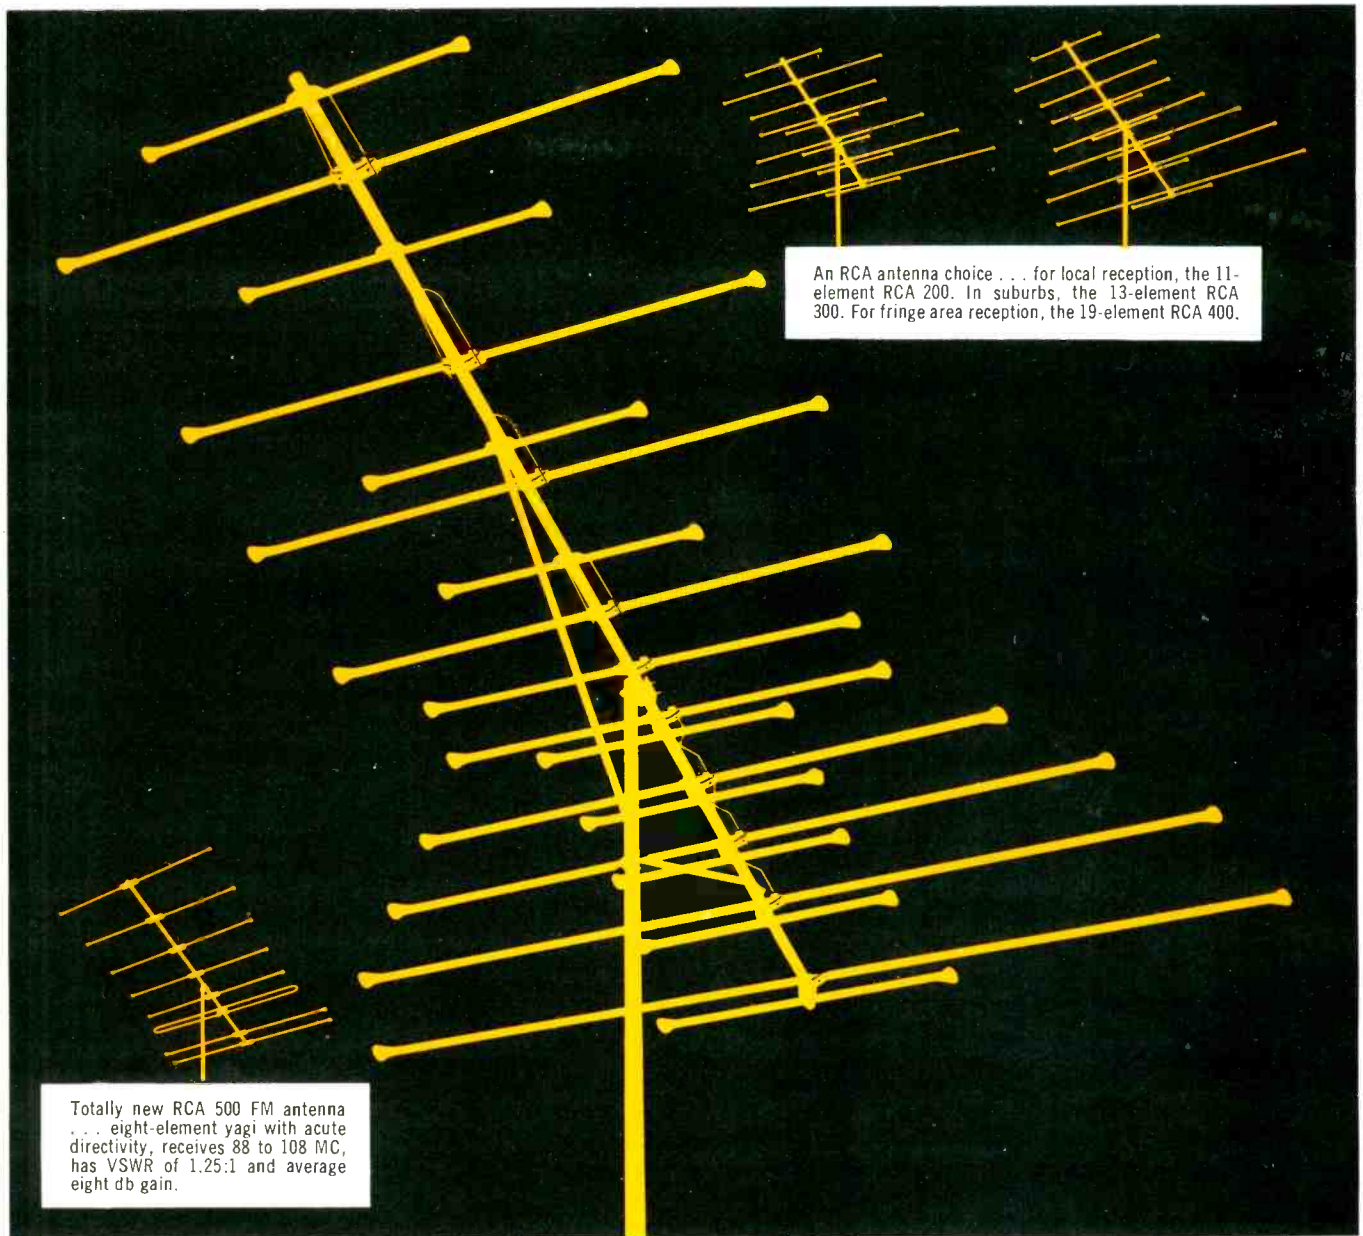 An RCA antenna choice . . . for local reception, the 11-
element RCA 200. In suburbs, the 13-element RCA
300. For fringe area reception, the 19-element RCA 400.
Totally new RCA 500 FM antenna
. . . eight-element yagi with acute
directivity, receives 88 to 108 MC,
has VSWR of 1.25:1 and average
eight db gain.